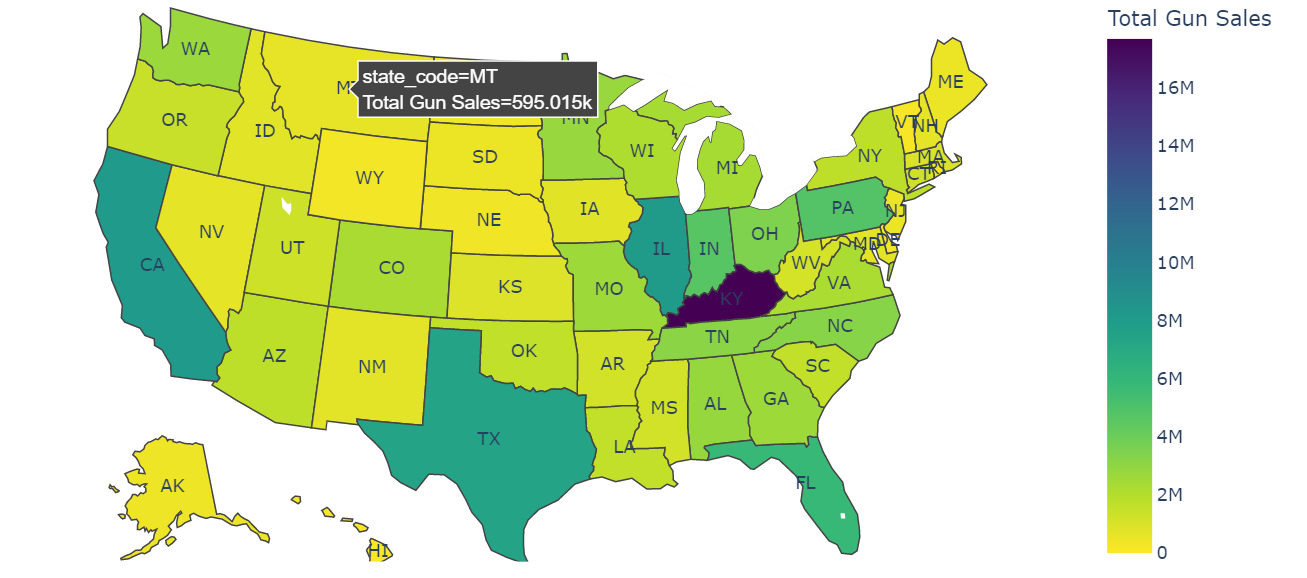 Total Gun Sales
16M
14M
12M
10M
8M
6M
4M
2M
0
state_code=MT
Total Gun Sales=595.015k
WA
OR
ID
WY
SD
MN
WI
MI
NY
VT
NH
ME
MA
RI
CT
NJ
PA
OH
IN
IL
IA
NE
NV
UT
CO
CA
KS
MO
KY
WV
VA
MD
DE
NC
TN
AZ
NM
OK
AR
SC
GA
AL
MS
LA
TX
FL
AK
HI